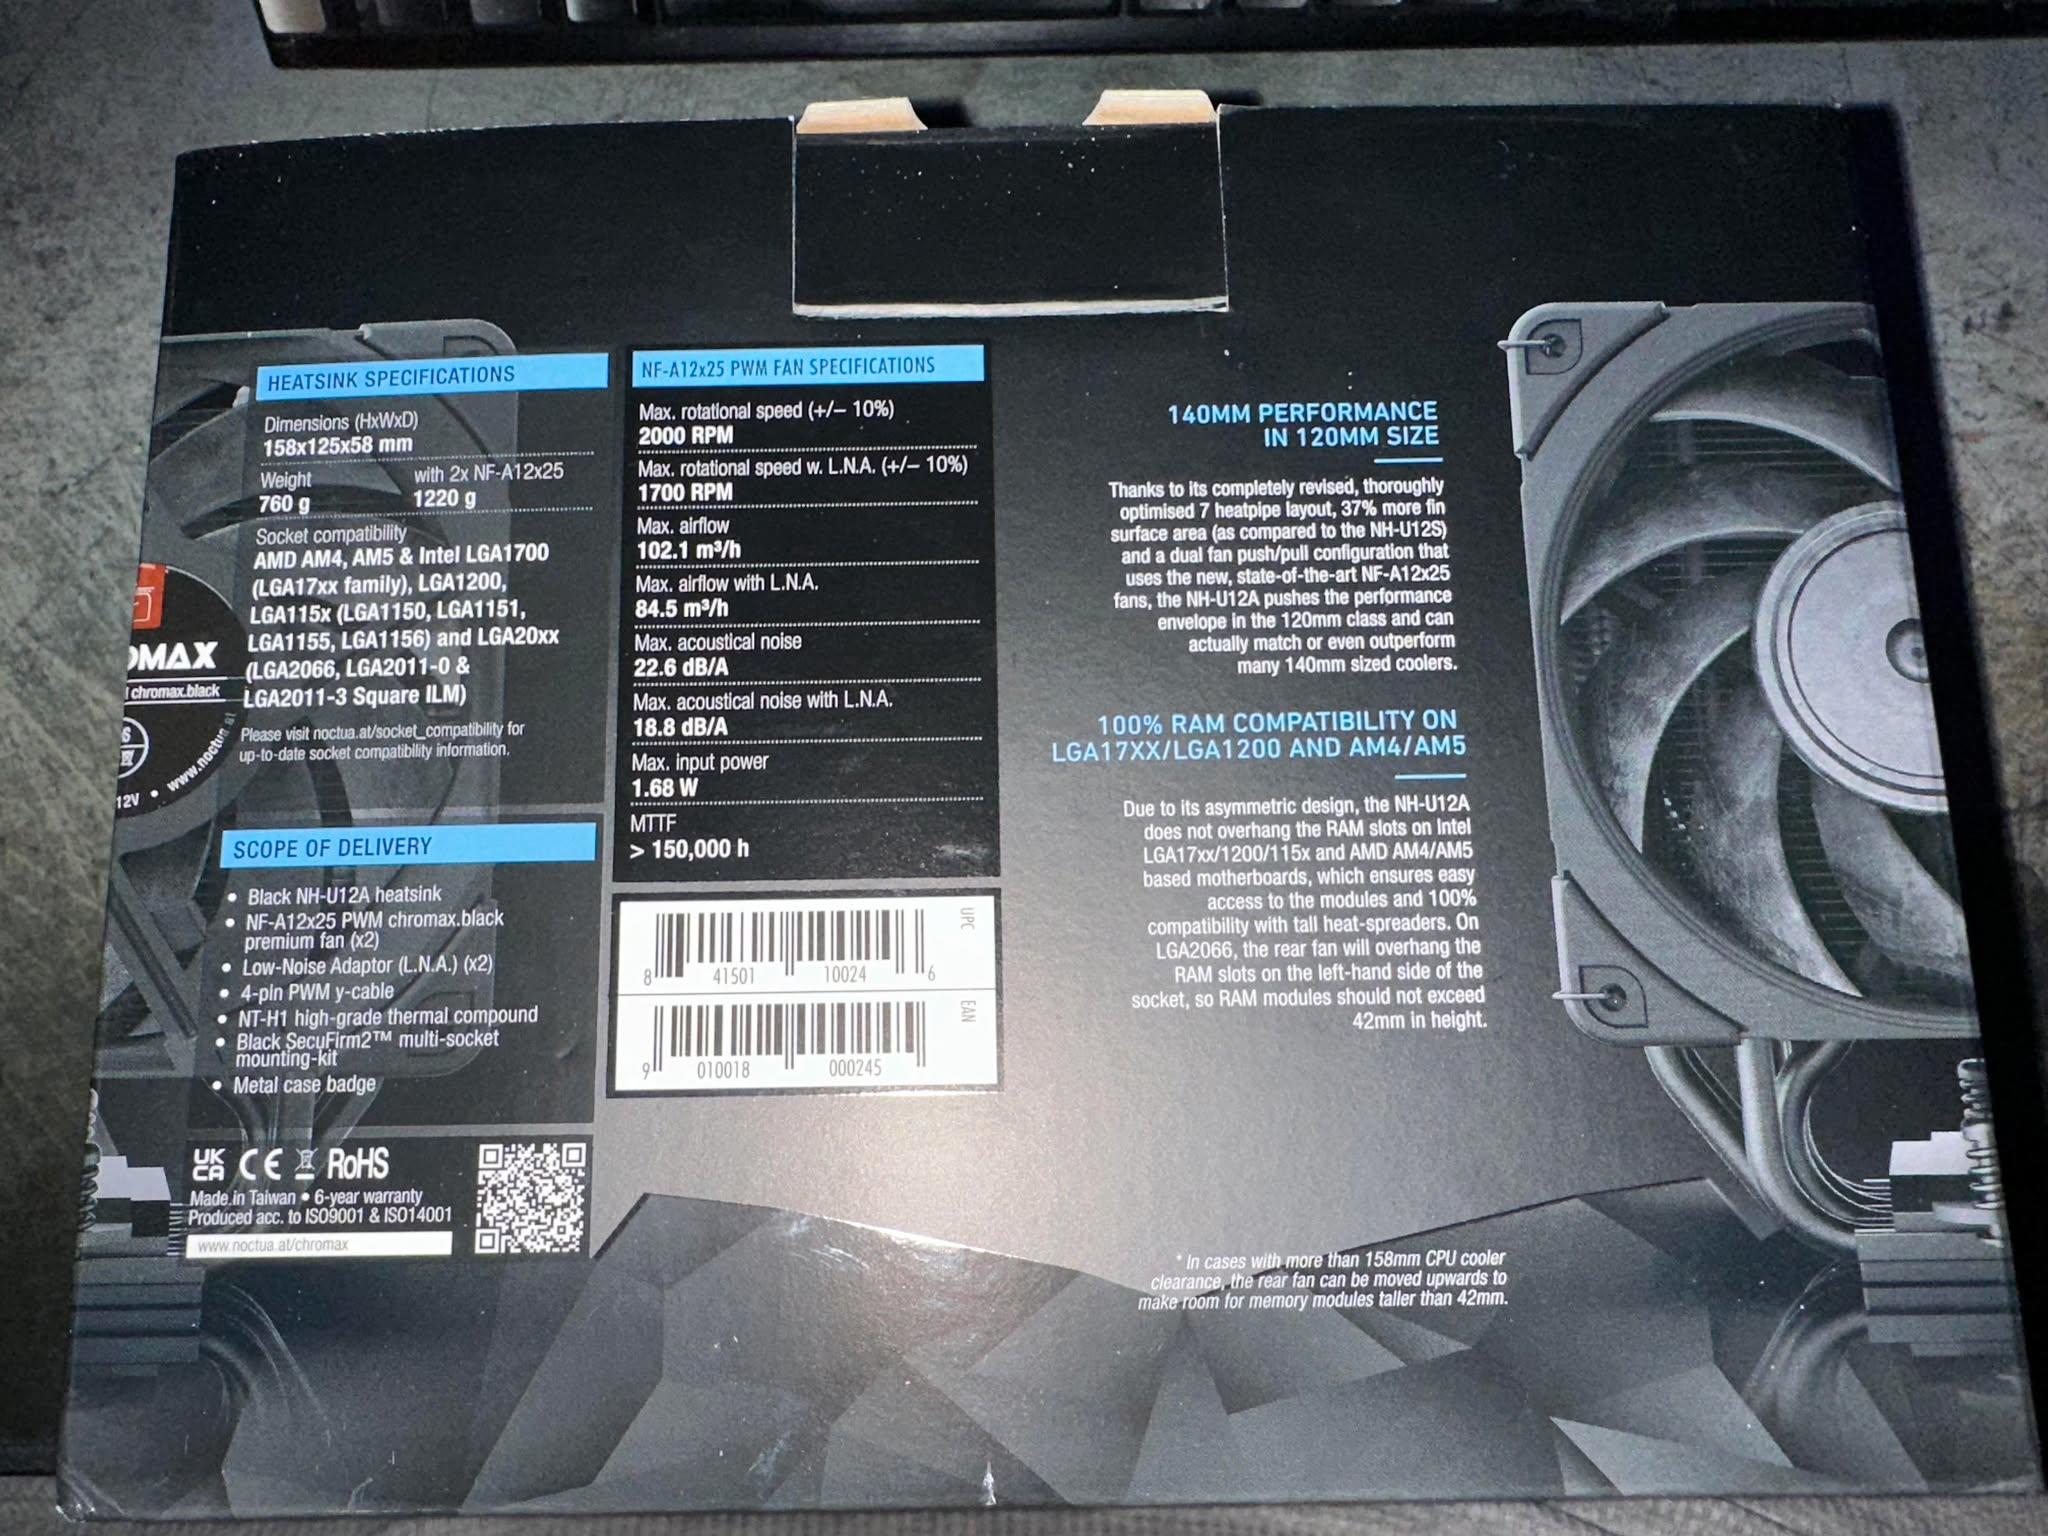 HEATSINK SPECIFICATIONS
Dimensions (HxWxD)
158x125x58 mm
Weight with 2x NF-A12x25
760 g 1220 g
Socket compatibility
AMD AM4, AM5 & Intel LGA1700
(LGA17xx family), LGA1200,
LGA115x (LGA1150, LGA1151,
LGA1155, LGA1156) and LGA20xx
(LGA2066, LGA2011-0 &
LGA2011-3 Square ILM)
Please visit noctua.at/socket_compatibility for
up-to-date socket compatibility information.
OMAX
chromax.black
www.noctua.at
12V
SCOPE OF DELIVERY
• Black NH-U12A heatsink
• NF-A12x25 PWM chromax.black
premium fan (x2)
• Low-Noise Adaptor (L.N.A.) (x2)
• 4-pin PWM y-cable
• NT-H1 high-grade thermal compound
• Black SecuFirm2™ multi-socket
mounting-kit
• Metal case badge
UK
CA CE RoHS
Made in Taiwan • 6-year warranty
Produced acc. to ISO9001 & ISO14001
www.noctua.at/chromax
NF-A12x25 PWM FAN SPECIFICATIONS
Max. rotational speed (+/– 10%)
2000 RPM
Max. rotational speed w. L.N.A. (+/– 10%)
1700 RPM
Max. airflow
102.1 m³/h
Max. airflow with L.N.A.
84.5 m³/h
Max. acoustical noise
22.6 dB/A
Max. acoustical noise with L.N.A.
18.8 dB/A
Max. input power
1.68 W
MTTF
> 150,000 h
UPC
8 41501 10024 6
EAN
9 010018 000245
140MM PERFORMANCE
IN 120MM SIZE
Thanks to its completely revised, thoroughly
optimised 7 heatpipe layout, 37% more fin
surface area (as compared to the NH-U12S)
and a dual fan push/pull configuration that
uses the new, state-of-the-art NF-A12x25
fans, the NH-U12A pushes the performance
envelope in the 120mm class and can
actually match or even outperform
many 140mm sized coolers.
100% RAM COMPATIBILITY ON
LGA17XX/LGA1200 AND AM4/AM5
Due to its asymmetric design, the NH-U12A
does not overhang the RAM slots on Intel
LGA17xx/1200/115x and AMD AM4/AM5
based motherboards, which ensures easy
access to the modules and 100%
compatibility with tall heat-spreaders. On
LGA2066, the rear fan will overhang the
RAM slots on the left-hand side of the
socket, so RAM modules should not exceed
42mm in height.
* In cases with more than 158mm CPU cooler
clearance, the rear fan can be moved upwards to
make room for memory modules taller than 42mm.